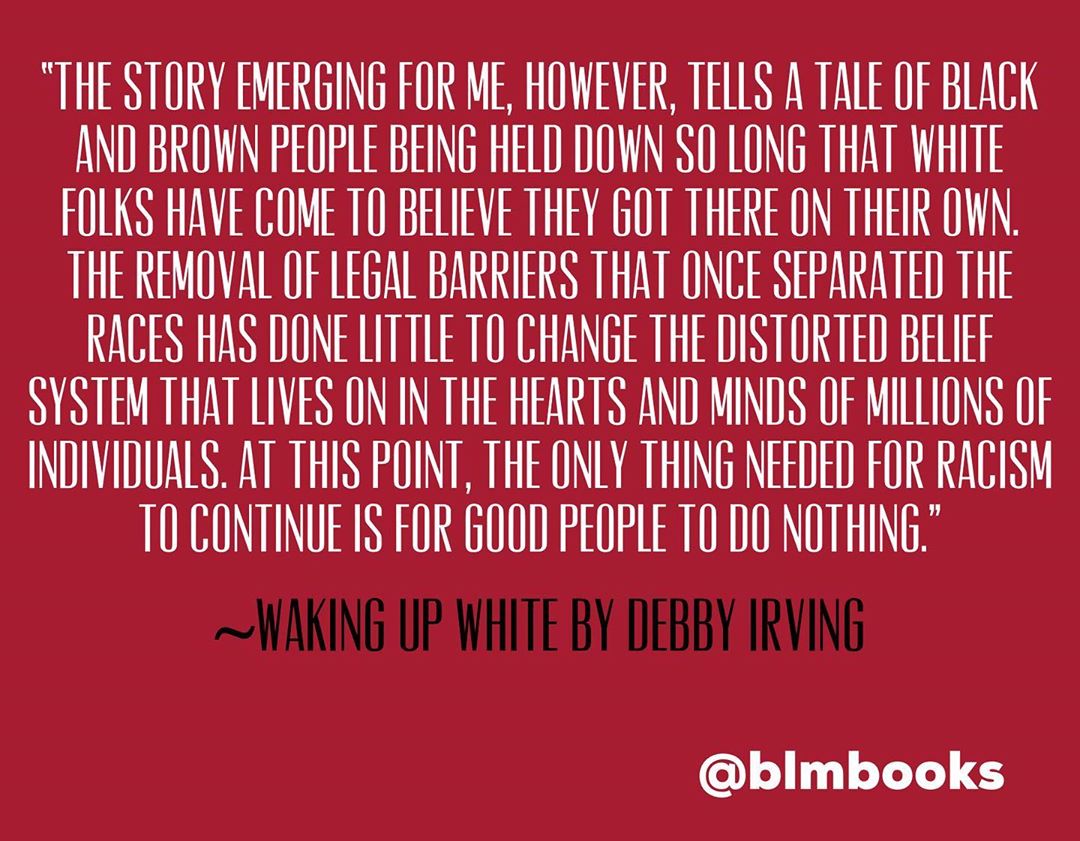 “THE STORY EMERGING FOR ME, HOWEVER, TELLS A TALE OF BLACK
AND BROWN PEOPLE BEING HELD DOWN SO LONG THAT WHITE
FOLKS HAVE COME TO BELIEVE THEY GOT THERE ON THEIR OWN.
THE REMOVAL OF LEGAL BARRIERS THAT ONCE SEPARATED THE
RACES HAS DONE LITTLE TO CHANGE THE DISTORTED BELIEF
SYSTEM THAT LIVES ON IN THE HEARTS AND MINDS OF MILLIONS OF
INDIVIDUALS. AT THIS POINT, THE ONLY THING NEEDED FOR RACISM
TO CONTINUE IS FOR GOOD PEOPLE TO DO NOTHING.”
~WAKING UP WHITE BY DEBBY IRVING
@blmbooks